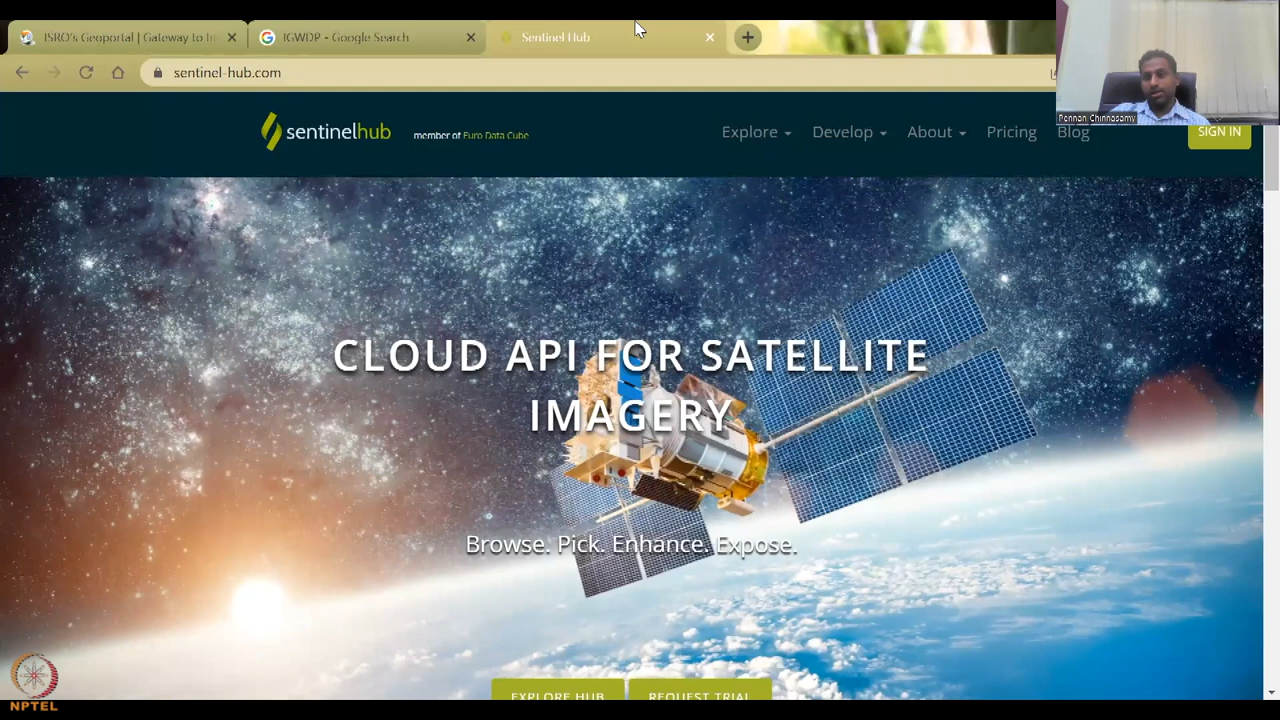 ISRO's Geoportal | Gateway to In
IGWDP - Google Search
Sentinel Hub
sentinel-hub.com
Pennan Chinnasamy
sentinelhub
member of Euro Data Cube
Explore
Develop
About
Pricing
Blog
SIGN IN
CLOUD API FOR SATELLITE
IMAGERY
Browse. Pick. Enhance. Expose.
EXPLORE HUB
REQUEST TRIAL
NPTEL